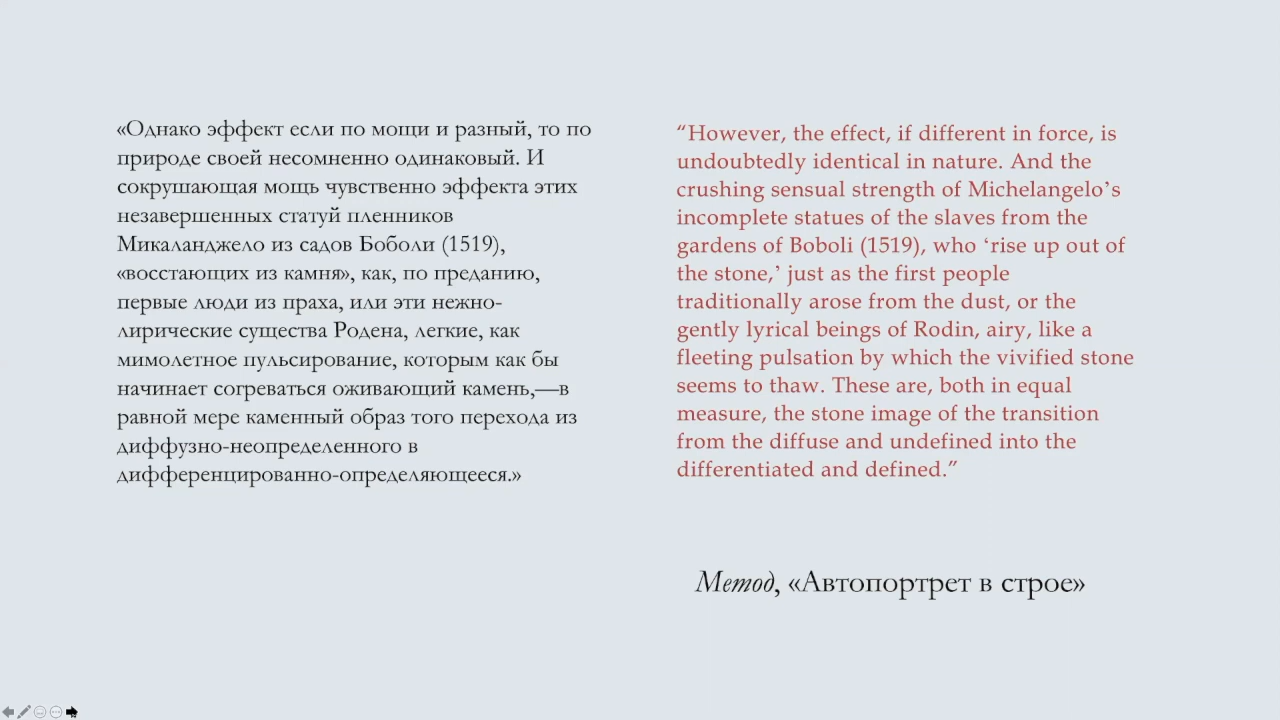 «Однако эффект если по мощи и разный, то по
природе своей несомненно одинаковый. И
сокрушающая мощь чувственно эффекта этих
незавершенных статуй пленников
Микаланджело из садов Боболи (1519),
«восстающих из камня», как, по преданию,
первые люди из праха, или эти нежно-
лирические существа Родена, легкие, как
мимолетное пульсирование, которым как бы
начинает согреваться оживающий камень,—в
равной мере каменный образ того перехода из
диффузно-неопределенного в
дифференцированно-определяющееся.»
“However, the effect, if different in force, is
undoubtedly identical in nature. And the
crushing sensual strength of Michelangelo’s
incomplete statues of the slaves from the
gardens of Boboli (1519), who ‘rise up out of
the stone,’ just as the first people
traditionally arose from the dust, or the
gently lyrical beings of Rodin, airy, like a
fleeting pulsation by which the vivified stone
seems to thaw. These are, both in equal
measure, the stone image of the transition
from the diffuse and undefined into the
differentiated and defined.”
Метод, «Автопортрет в строе»